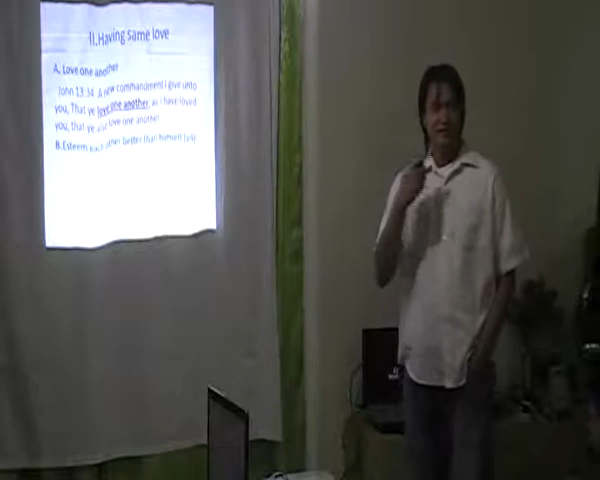 II.Having same love
A. Love one another
John 13:34 A new commandment I give unto
you, That ye love one another; as I have loved
you, that ye also love one another.
B.Esteem each other better than himself (v3)